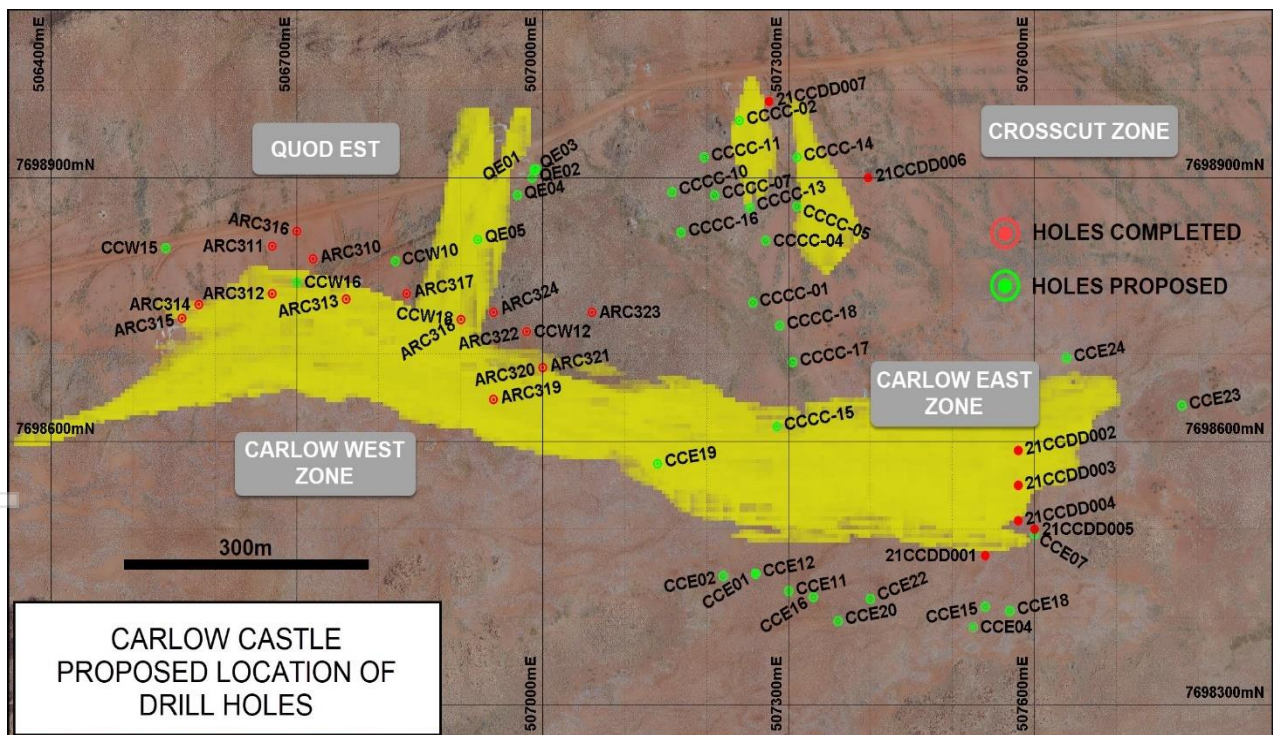 506400mE
506700mE
507000mE
507300mE
507600mE
21CCDD007
CCCC-02
QUOD EST
CROSSCUT ZONE
CCCC-11
CCCC-14
QE01
QE03
7698900mN
QE02
7698900mN
CCCC-10
21CCDD006
QE04
CCCC-07
CCCC-13
ARC316
CCCC-16
CCCC-05
HOLES COMPLETED
CCW15
ARC311
ARC310
QE05
CCCC-04
CCW10
HOLES PROPOSED
CCW16
ARC312
ARC317
ARC314
ARC313
CCCC-01
ARC315
CCW18
ARC324
ARC323
ARC318
ARC322
CCW12
CCCC-18
CCE24
ARC320
ARC321
CCCC-17
CARLOW EAST
ZONE
ARC319
CCE23
CCCC-15
7698600mN
7698600mN
21CCDD002
CARLOW WEST
ZONE
CCE19
21CCDD003
21CCDD004
21CCDD005
300m
21CCDD001
CCE07
CCE02
CCE01
CCE12
CCE11
CCE16
CCE22
CCE20
CCE15
CCE18
CCE04
CARLOW CASTLE
PROPOSED LOCATION OF
DRILL HOLES
507000mE
507300mE
507600mE
7698300mN